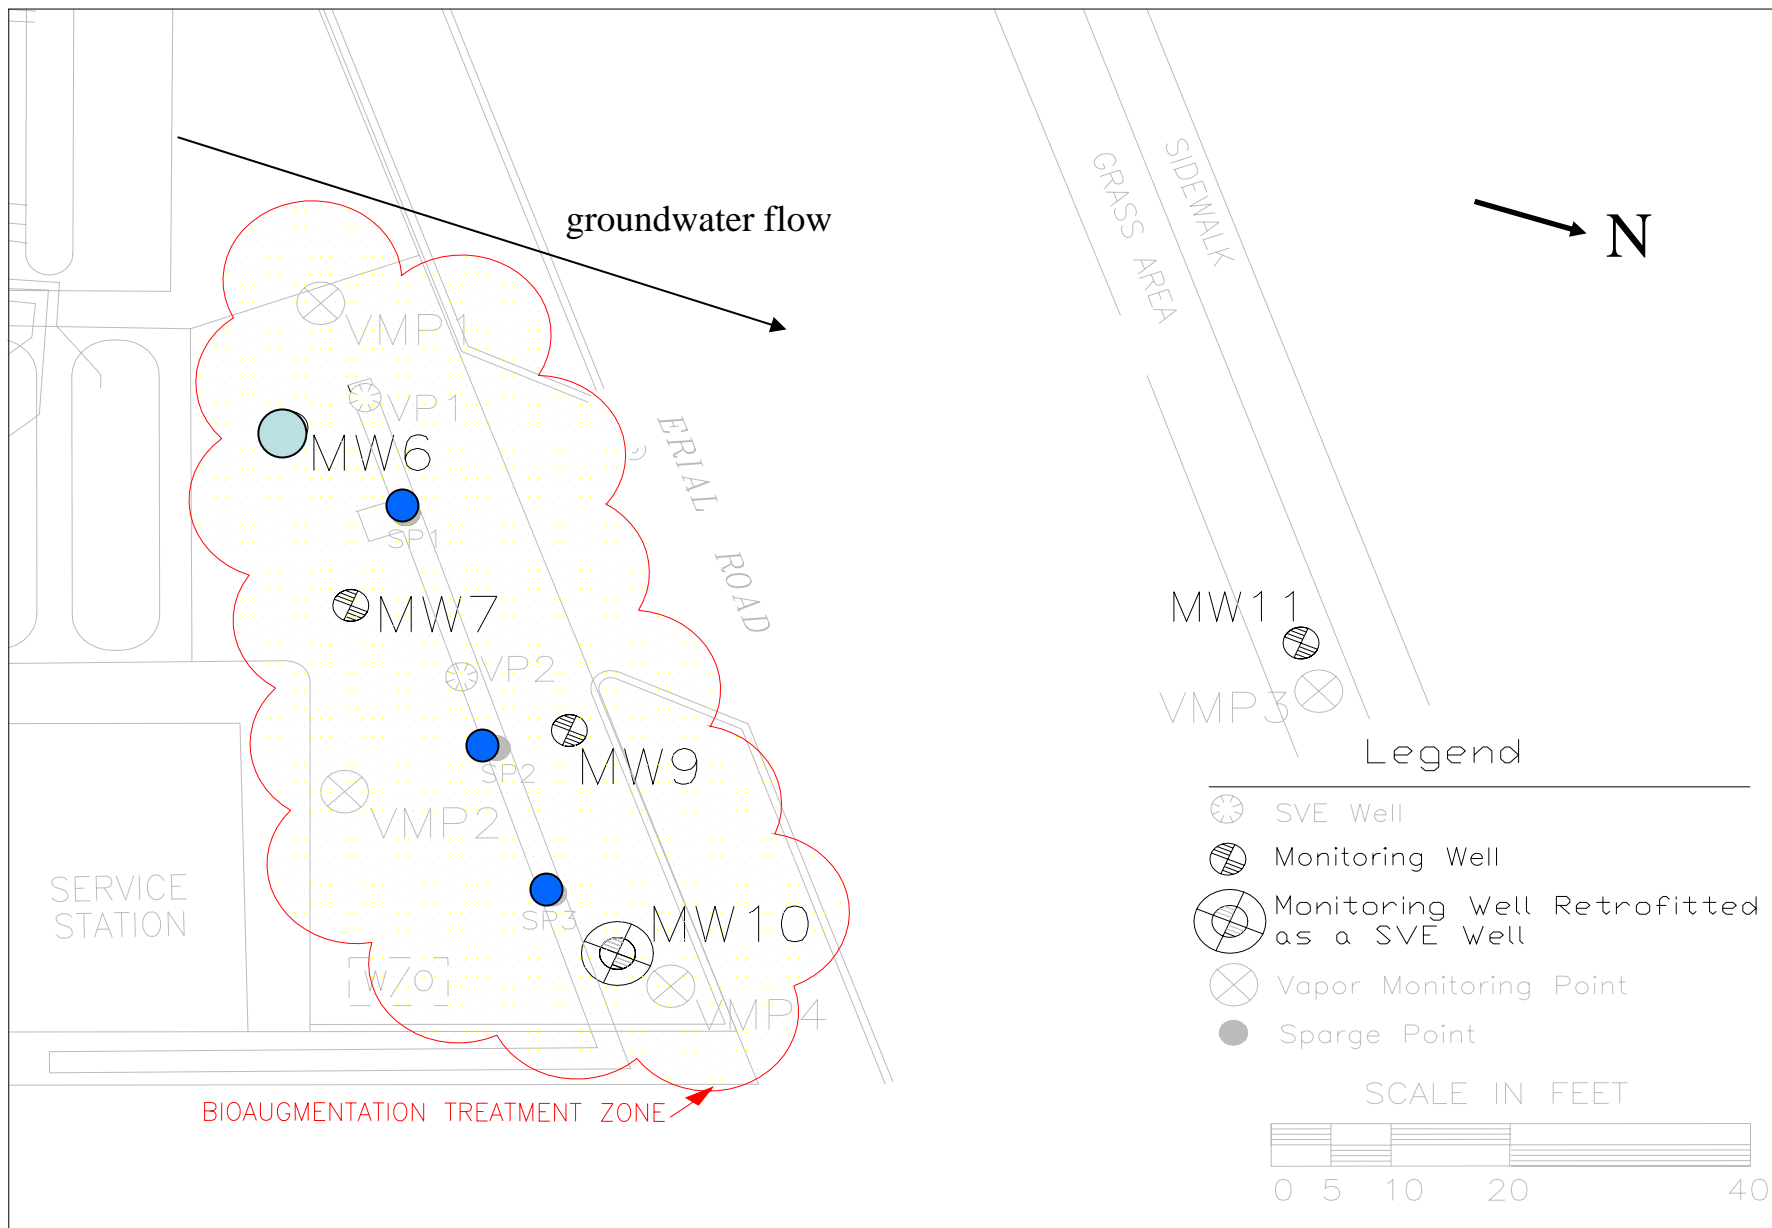 groundwater flow
N
GRASS AREA
SIDEWALK
VMP1
VP1
MW6
ERIAL ROAD
SP1
MW7
MW11
VP2
VMP3
MW9
SP2
VMP2
Legend
SVE Well
Monitoring Well
Monitoring Well Retrofitted
as a SVE Well
Vapor Monitoring Point
Sparge Point
SERVICE
STATION
SP3
MW10
W/O
VMP4
BIOAUGMENTATION TREATMENT ZONE
SCALE IN FEET
0 5 10 20 40